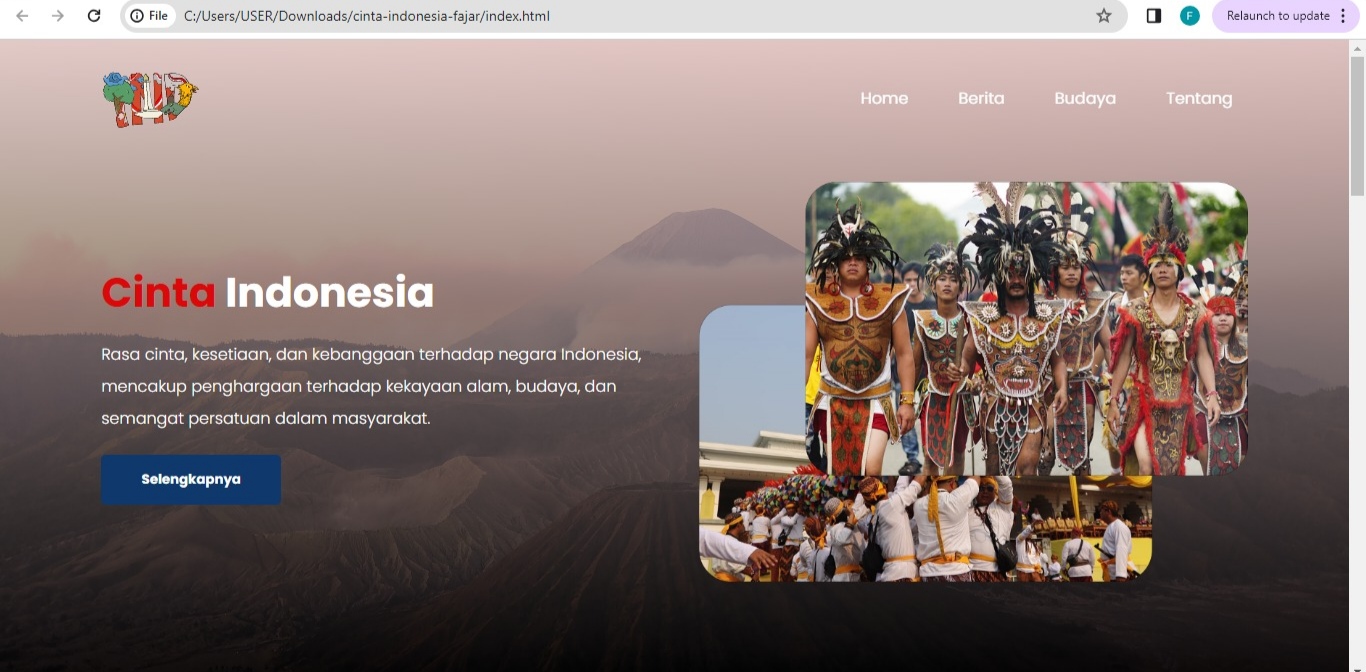 File C:/Users/USER/Downloads/cinta-indonesia-fajar/index.html F Relaunch to update
Home Berita Budaya Tentang
Cinta Indonesia
Rasa cinta, kesetiaan, dan kebanggaan terhadap negara Indonesia,
mencakup penghargaan terhadap kekayaan alam, budaya, dan
semangat persatuan dalam masyarakat.
Selengkapnya